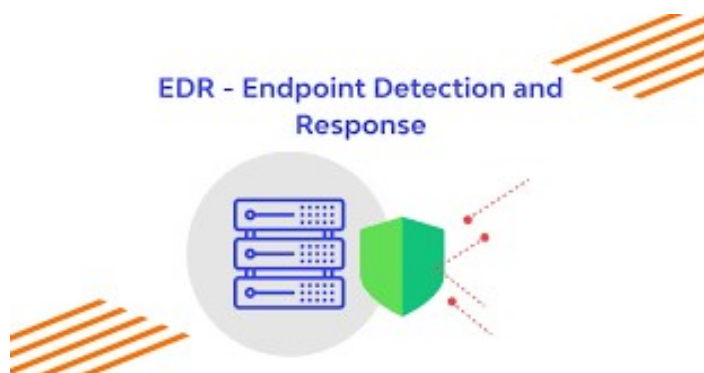 EDR - Endpoint Detection and
Response